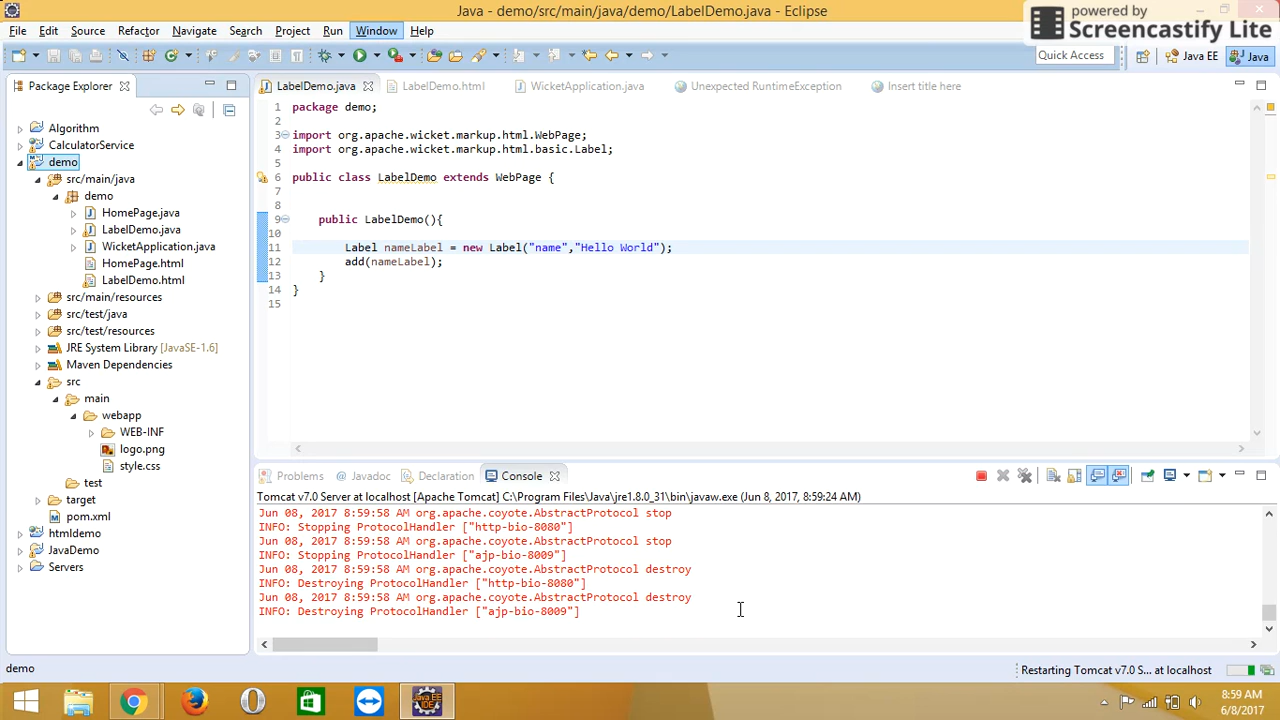 Java - demo/src/main/java/demo/LabelDemo.java - Eclipse
powered by
Screencastify Lite
File Edit Source Refactor Navigate Search Project Run Window Help
Quick Access
Java EE
Java
Package Explorer
LabelDemo.java
LabelDemo.html
WicketApplication.java
Unexpected RuntimeException
Insert title here
Algorithm
CalculatorService
demo
src/main/java
demo
HomePage.java
LabelDemo.java
WicketApplication.java
HomePage.html
LabelDemo.html
src/main/resources
src/test/java
src/test/resources
JRE System Library [JavaSE-1.6]
Maven Dependencies
src
main
webapp
WEB-INF
logo.png
style.css
test
target
pom.xml
htmldemo
JavaDemo
Servers
1 package demo;
2
3 import org.apache.wicket.markup.html.WebPage;
4 import org.apache.wicket.markup.html.basic.Label;
5
6 public class LabelDemo extends WebPage {
7
8
9 public LabelDemo(){
10
11 Label nameLabel = new Label("name","Hello World");
12 add(nameLabel);
13 }
14 }
15
Problems Javadoc Declaration Console
Tomcat v7.0 Server at localhost [Apache Tomcat] C:\Program Files\Java\jre1.8.0_31\bin\javaw.exe (Jun 8, 2017, 8:59:24 AM)
Jun 08, 2017 8:59:58 AM org.apache.coyote.AbstractProtocol stop
INFO: Stopping ProtocolHandler ["http-bio-8080"]
Jun 08, 2017 8:59:58 AM org.apache.coyote.AbstractProtocol stop
INFO: Stopping ProtocolHandler ["ajp-bio-8009"]
Jun 08, 2017 8:59:58 AM org.apache.coyote.AbstractProtocol destroy
INFO: Destroying ProtocolHandler ["http-bio-8080"]
Jun 08, 2017 8:59:58 AM org.apache.coyote.AbstractProtocol destroy
INFO: Destroying ProtocolHandler ["ajp-bio-8009"]
demo
Restarting Tomcat v7.0 S... at localhost
Java EE
IDE
8:59 AM
6/8/2017